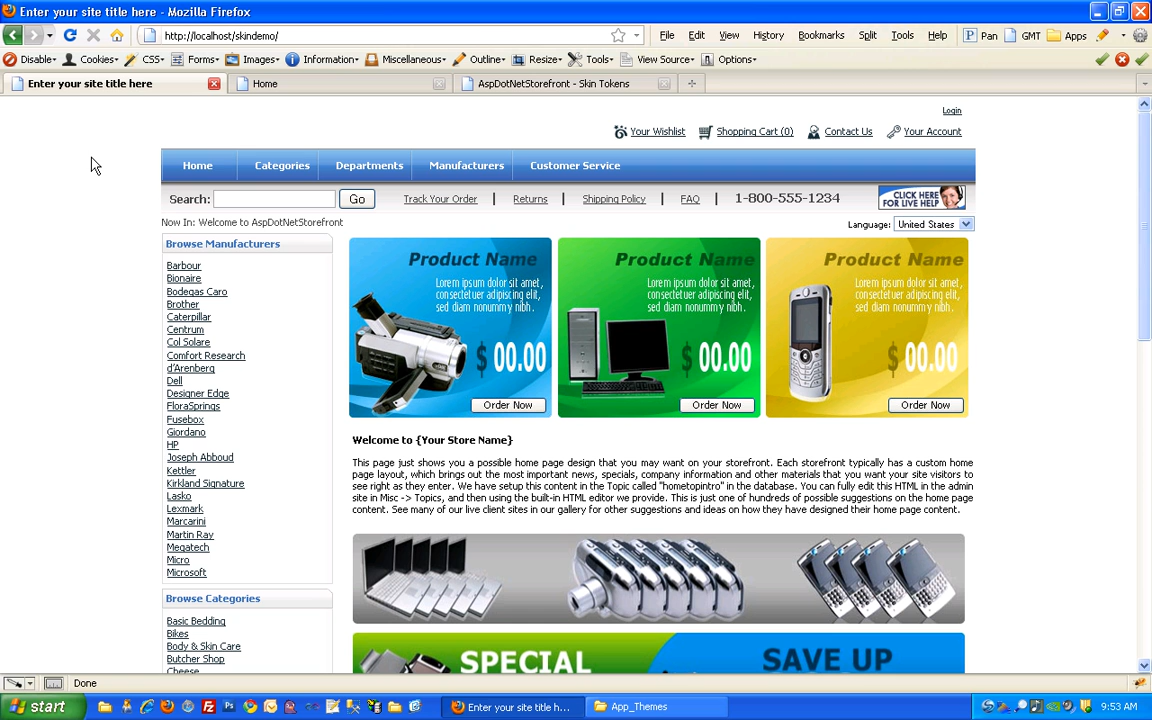 Enter your site title here - Mozilla Firefox
http://localhost/skindemo/
File Edit View History Bookmarks Split Tools Help Pan GMT Apps
Disable Cookies CSS Forms Images Information Miscellaneous Outline Resize Tools View Source Options
Enter your site title here Home AspDotNetStorefront - Skin Tokens
Login
Your Wishlist Shopping Cart (0) Contact Us Your Account
Home Categories Departments Manufacturers Customer Service
Search: Go Track Your Order | Returns | Shipping Policy | FAQ | 1-800-555-1234
CLICK HERE
FOR LIVE HELP
Now In: Welcome to AspDotNetStorefront
Language: United States
Browse Manufacturers
Barbour
Bionaire
Bodegas Caro
Brother
Caterpillar
Centrum
Col Solare
Comfort Research
d'Arenberg
Dell
Designer Edge
FloraSprings
Fusebox
Giordano
HP
Joseph Abboud
Kettler
Kirkland Signature
Lasko
Lexmark
Marcarini
Martin Ray
Megatech
Micro
Microsoft
Browse Categories
Basic Bedding
Bikes
Body & Skin Care
Butcher Shop
Cheese
Product Name
Lorem ipsum dolor sit amet,
consectetuer adipiscing elit,
sed diam nonummy nibh.
$ 00.00
Order Now
Product Name
Lorem ipsum dolor sit amet,
consectetuer adipiscing elit,
sed diam nonummy nibh.
$ 00.00
Order Now
Product Name
Lorem ipsum dolor sit amet,
consectetuer adipiscing elit,
sed diam nonummy nibh.
$ 00.00
Order Now
Welcome to {Your Store Name}
This page just shows you a possible home page design that you may want on your storefront. Each storefront typically has a custom home
page layout, which brings out the most important news, specials, company information and other materials that you want your site visitors to
see right as they enter. We have setup this content in the Topic called "hometopintro" in the database. You can fully edit this HTML in the admin
site in Misc -> Topics, and then using the built-in HTML editor we provide. This is just one of hundreds of possible suggestions on the home page
content. See many of our live client sites in our gallery for other suggestions and ideas on how they have designed their home page content.
SPECIAL
SAVE UP
Done
start Enter your site title h... App_Themes 9:53 AM